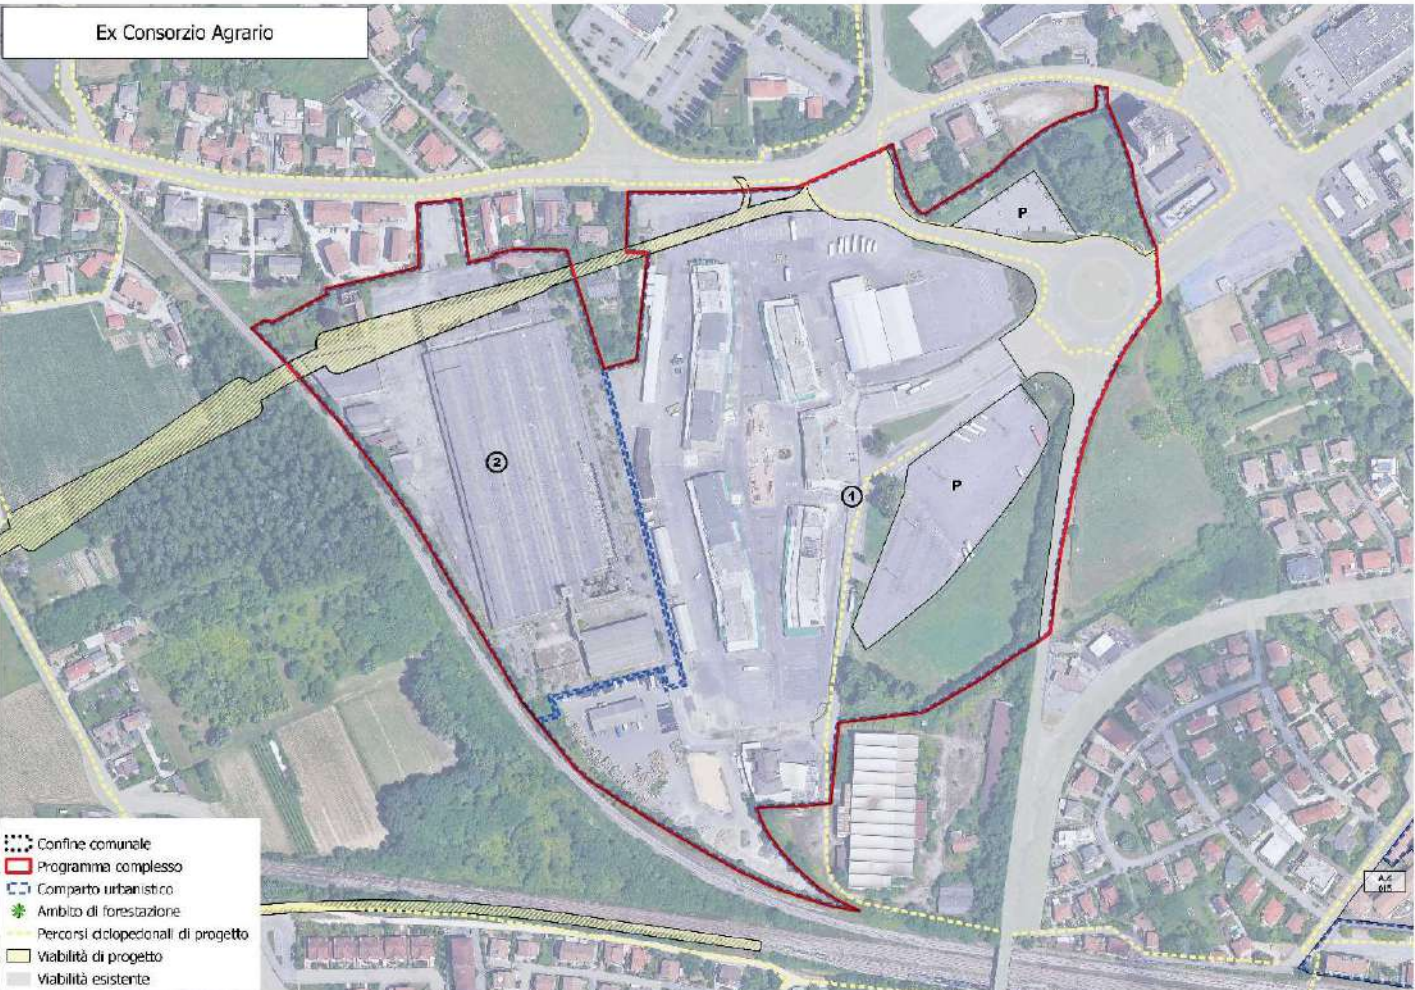 Ex Consorzio Agrario
P
2
1
P
Confine comunale
Programma complesso
Comparto urbanistico
Ambito di forestazione
Percorsi ciclopedonali di progetto
Viabilità di progetto
Viabilità esistente